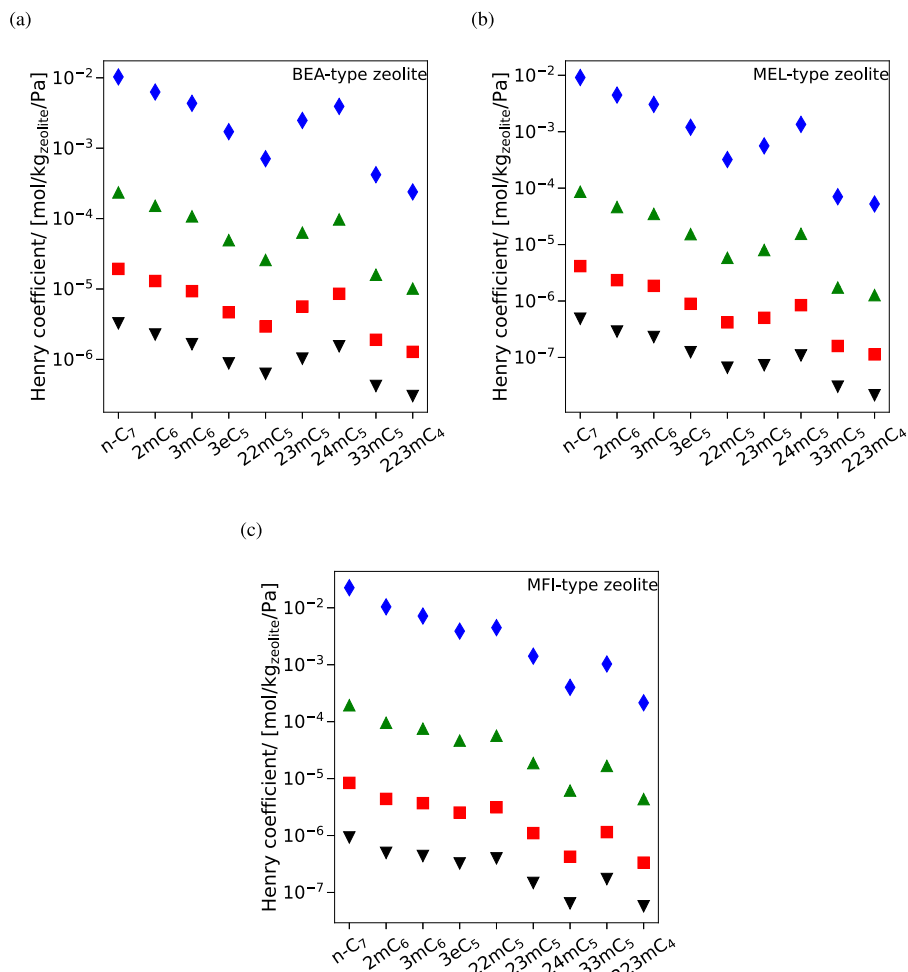 (a)
BEA-type zeolite
Henry coefficient/ [mol/kg_zeolite/Pa]
10⁻²
10⁻³
10⁻⁴
10⁻⁵
10⁻⁶
n-C₇ 2mC₆ 3mC₆ 3eC₅ 22mC₅ 23mC₅ 24mC₅ 33mC₅ 223mC₄
(b)
MEL-type zeolite
Henry coefficient/ [mol/kg_zeolite/Pa]
10⁻²
10⁻³
10⁻⁴
10⁻⁵
10⁻⁶
10⁻⁷
n-C₇ 2mC₆ 3mC₆ 3eC₅ 22mC₅ 23mC₅ 24mC₅ 33mC₅ 223mC₄
(c)
MFI-type zeolite
Henry coefficient/ [mol/kg_zeolite/Pa]
10⁻²
10⁻³
10⁻⁴
10⁻⁵
10⁻⁶
10⁻⁷
n-C₇ 2mC₆ 3mC₆ 3eC₅ 22mC₅ 23mC₅ 24mC₅ 33mC₅ 223mC₄